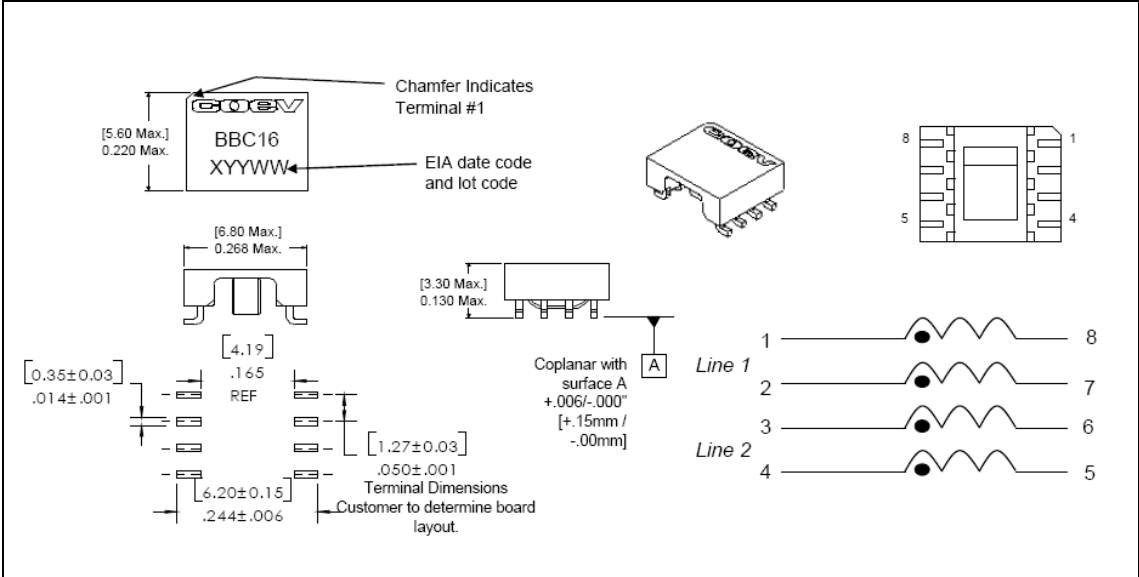 Chamfer Indicates
Terminal #1
coev
[5.60 Max.]
0.220 Max.
BBC16
XYYWW
EIA date code
and lot code
coev
8
1
5
4
[6.80 Max.]
0.268 Max.
[3.30 Max.]
0.130 Max.
A
Coplanar with
surface A
+.006/-.000"
[+.15mm /
-.00mm]
[4.19]
.165
REF
[0.35±0.03]
.014±.001
[1.27±0.03]
.050±.001
[6.20±0.15]
.244±.006
Terminal Dimensions
Customer to determine board
layout.
Line 1
1
8
2
7
Line 2
3
6
4
5